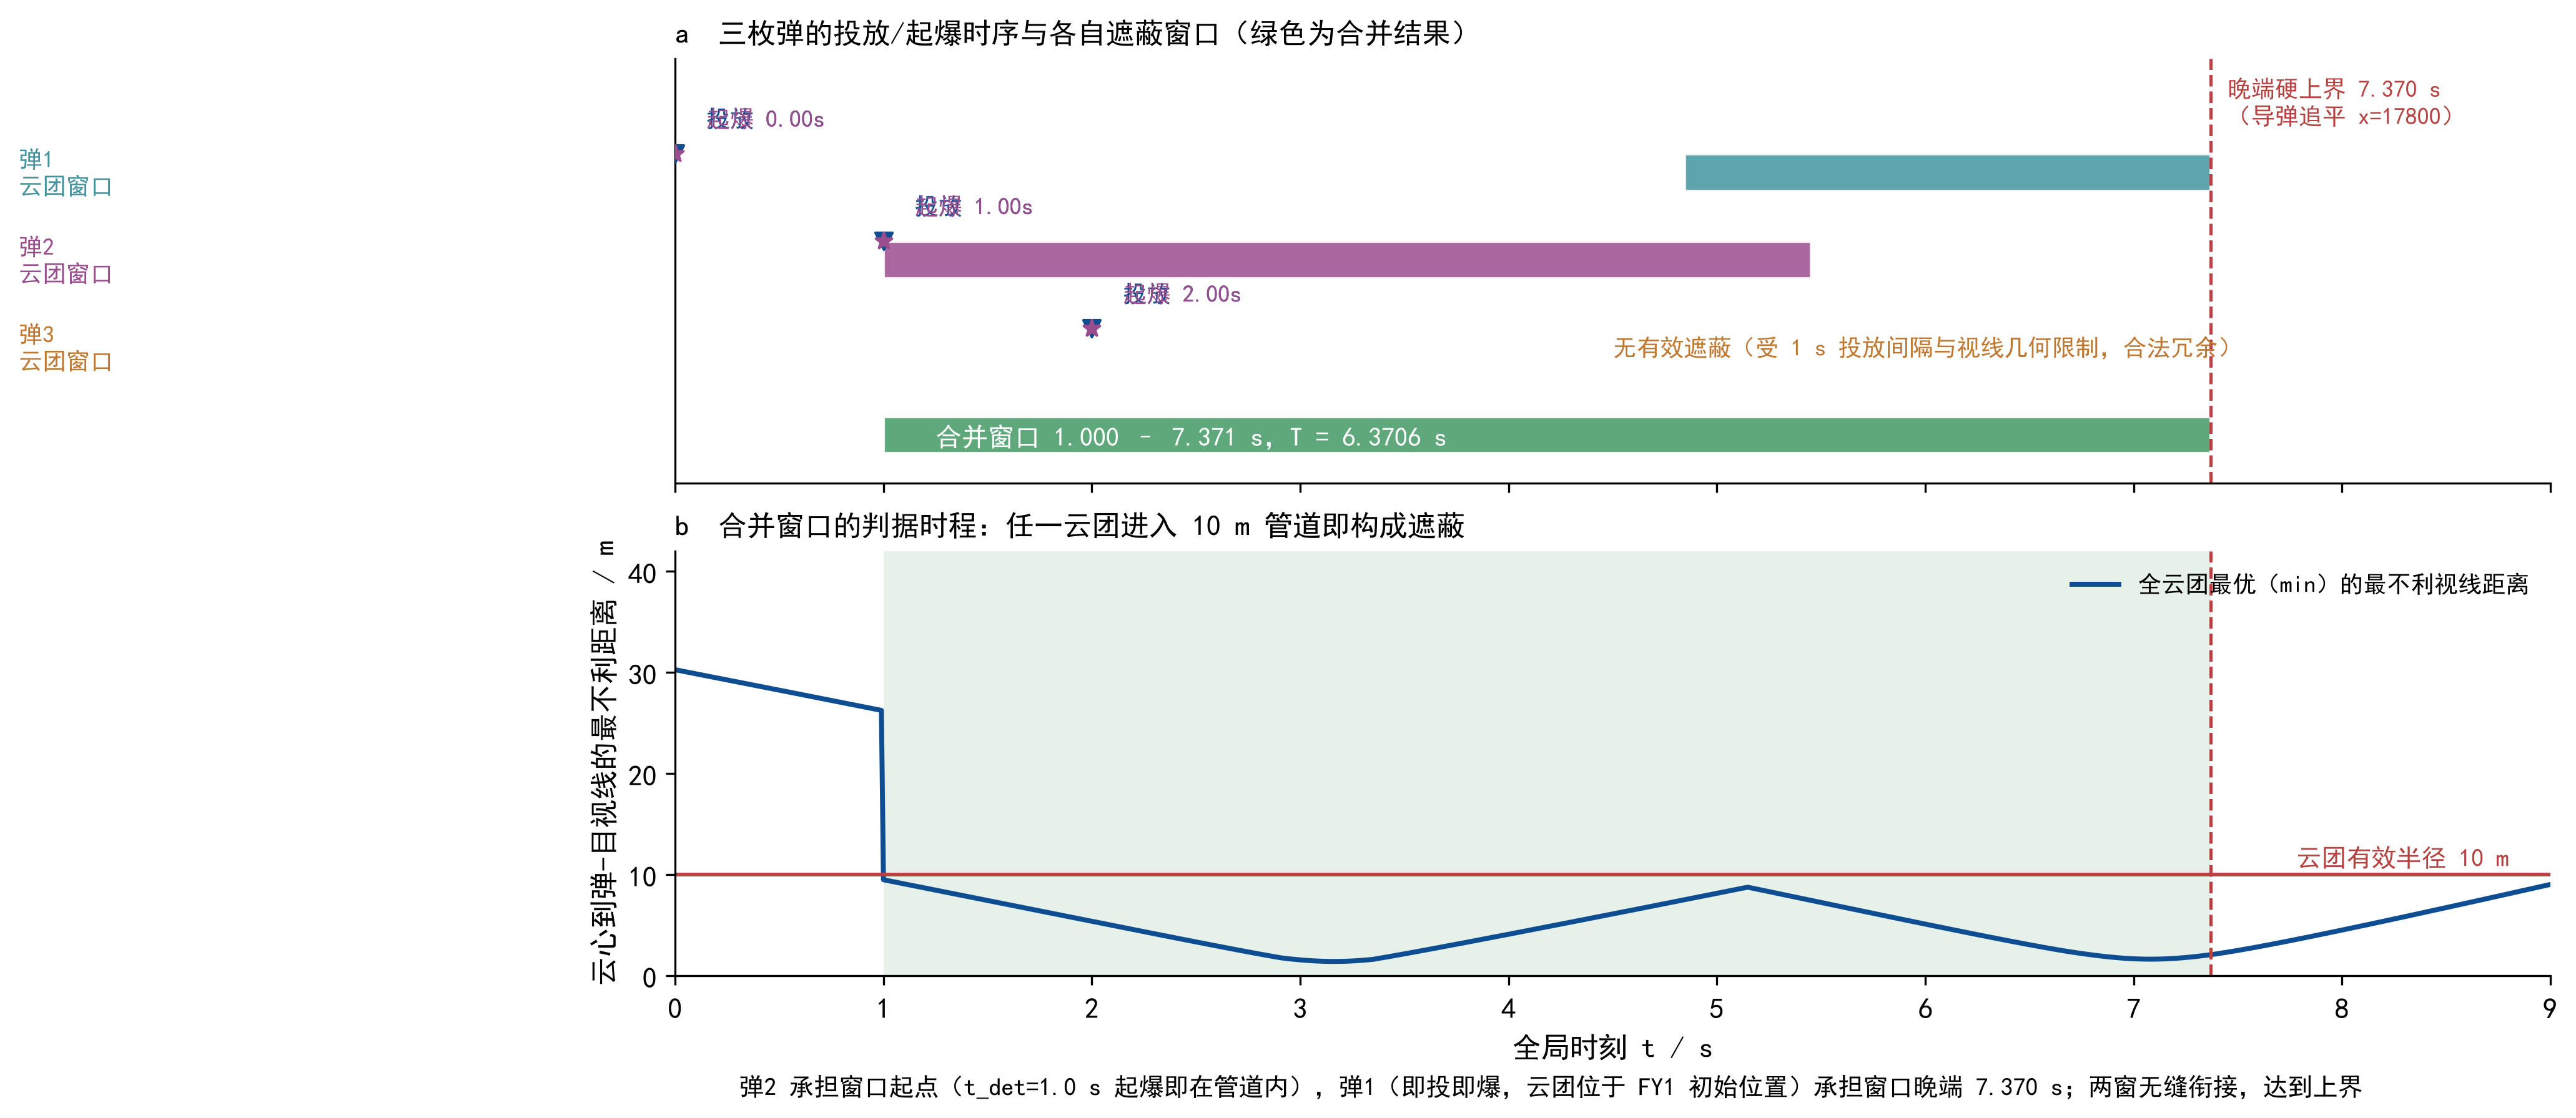 a 三枚弹的投放/起爆时序与各自遮蔽窗口（绿色为合并结果）
晚端硬上界 7.370 s
（导弹追平 x=17800）
0.00s
弹1
云团窗口
1.00s
弹2
云团窗口
2.00s
弹3
云团窗口
无有效遮蔽（受 1 s 投放间隔与视线几何限制，合法冗余）
合并窗口 1.000 - 7.371 s, T = 6.3706 s
b 合并窗口的判据时程：任一云团进入 10 m 管道即构成遮蔽
云心到弹-目视线的最不利距离 / m
40
30
20
10
0
全云团最优（min）的最不利视线距离
云团有效半径 10 m
0 1 2 3 4 5 6 7 8 9
全局时刻 t / s
弹2 承担窗口起点（t_det=1.0 s 起爆即在管道内），弹1（即投即爆，云团位于 FY1 初始位置）承担窗口晚端 7.370 s；两窗无缝衔接，达到上界